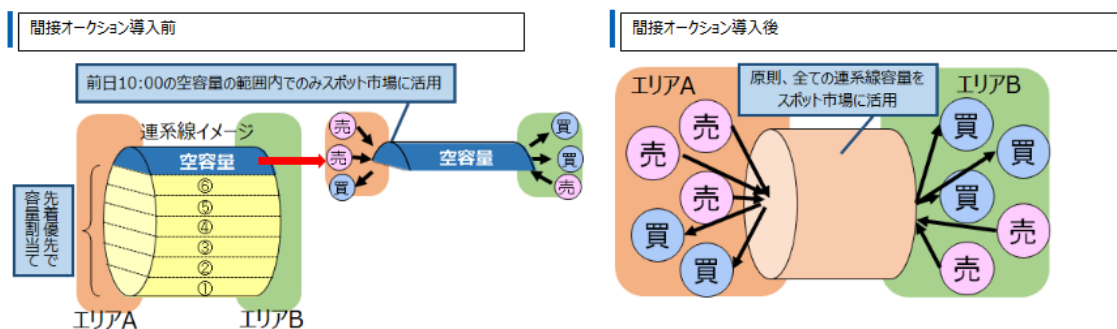 間接オークション導入前
前日10:00の空容量の範囲内でのみスポット市場に活用
エリアA
連系線イメージ
空容量
⑥
⑤
④
③
②
①
先着優先で
容量割当て
エリアA
エリアB
売
売
買
空容量
買
買
売
間接オークション導入後
エリアA
原則、全ての連系線容量を
スポット市場に活用
エリアB
売
売
売
買
買
買
買
買
売
売